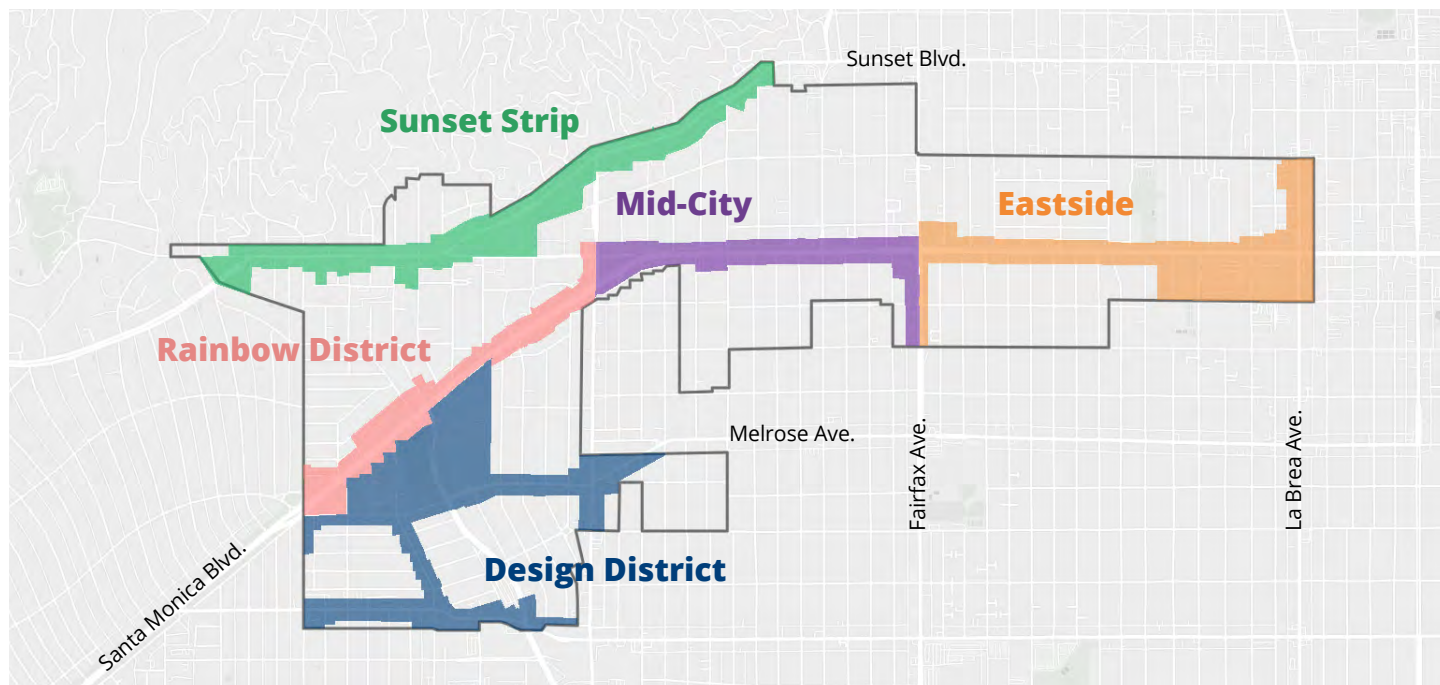 Sunset Blvd.
Sunset Strip
Mid-City
Eastside
Rainbow District
Melrose Ave.
Fairfax Ave.
La Brea Ave.
Design District
Santa Monica Blvd.